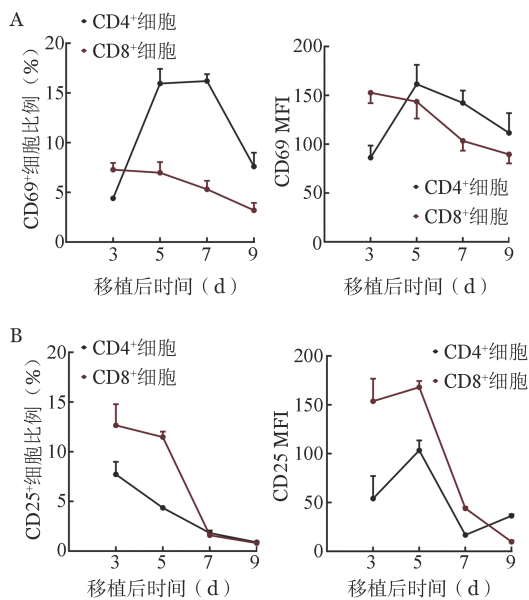 A
CD4⁺细胞
CD8⁺细胞
CD69⁺细胞比例（%）
20
15
10
5
0
3 5 7 9
移植后时间（d）
CD69 MFI
200
150
100
50
0
CD4⁺细胞
CD8⁺细胞
3 5 7 9
移植后时间（d）
B
CD4⁺细胞
CD8⁺细胞
CD25⁺细胞比例（%）
20
15
10
5
0
3 5 7 9
移植后时间（d）
CD4⁺细胞
CD8⁺细胞
CD25 MFI
200
150
100
50
0
3 5 7 9
移植后时间（d）